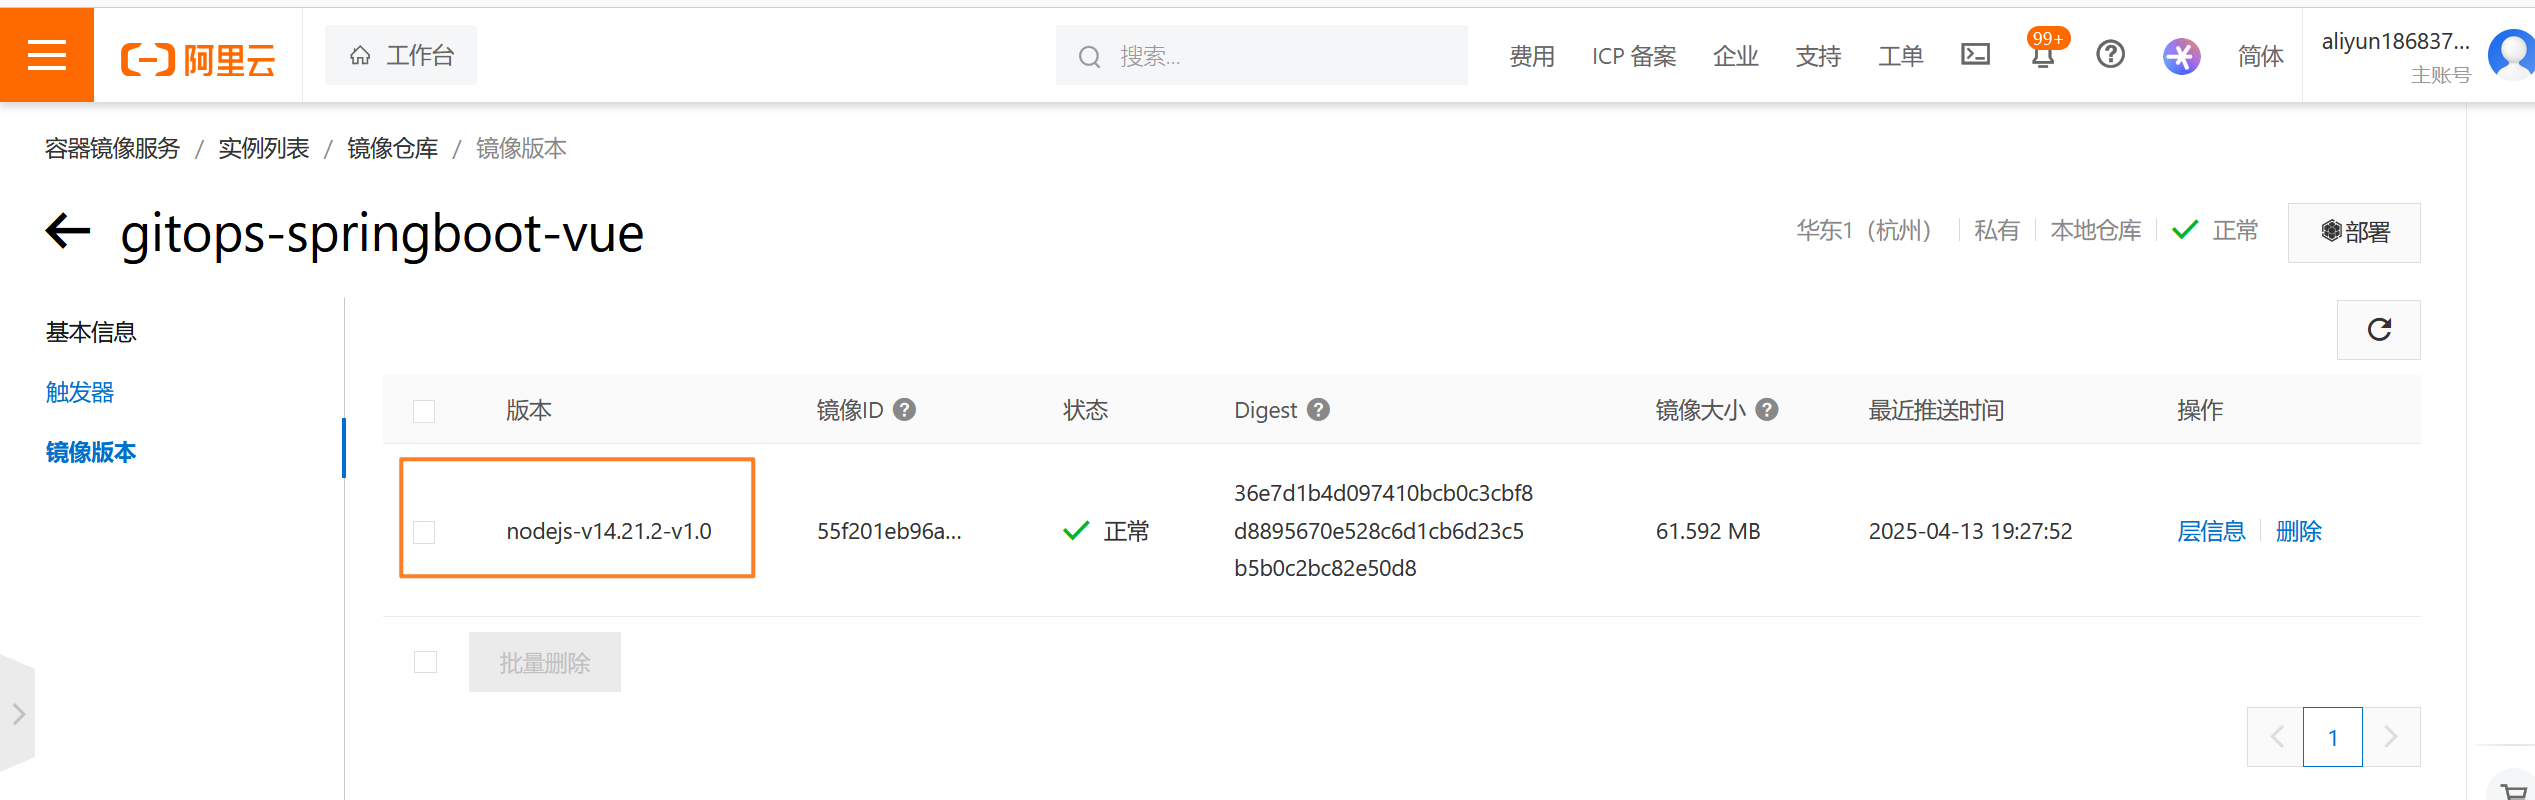 阿里云 工作台 搜索... 费用 ICP 备案 企业 支持 工单 99+ 简体 aliyun186837...
主账号
容器镜像服务 / 实例列表 / 镜像仓库 / 镜像版本
gitops-springboot-vue 华东1（杭州） 私有 本地仓库 正常 部署
基本信息
触发器
镜像版本
版本 镜像ID 状态 Digest 镜像大小 最近推送时间 操作
nodejs-v14.21.2-v1.0 55f201eb96a... 正常 36e7d1b4d097410bcb0c3cbf8
d8895670e528c6d1cb6d23c5
b5b0c2bc82e50d8 61.592 MB 2025-04-13 19:27:52 层信息 删除
批量删除
1